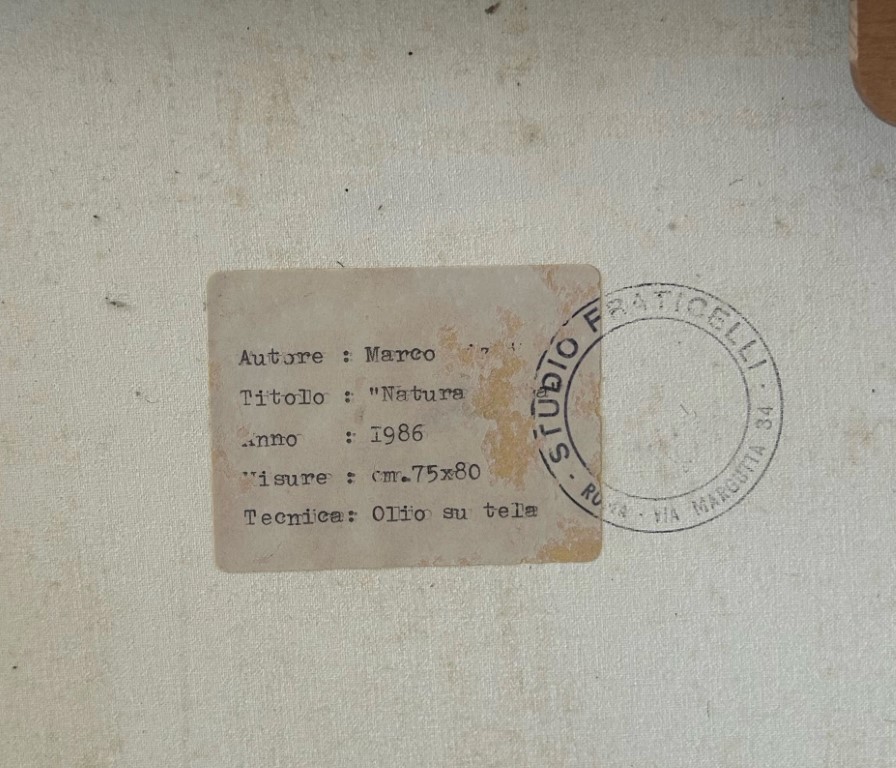 Autore : Marco
Titolo : "Natura
Anno : 1986
Misure : cm.75x80
Tecnica: Olio su tela
STUDIO FRATICELLI
· ROMA · VIA MARGUTTA 34 ·